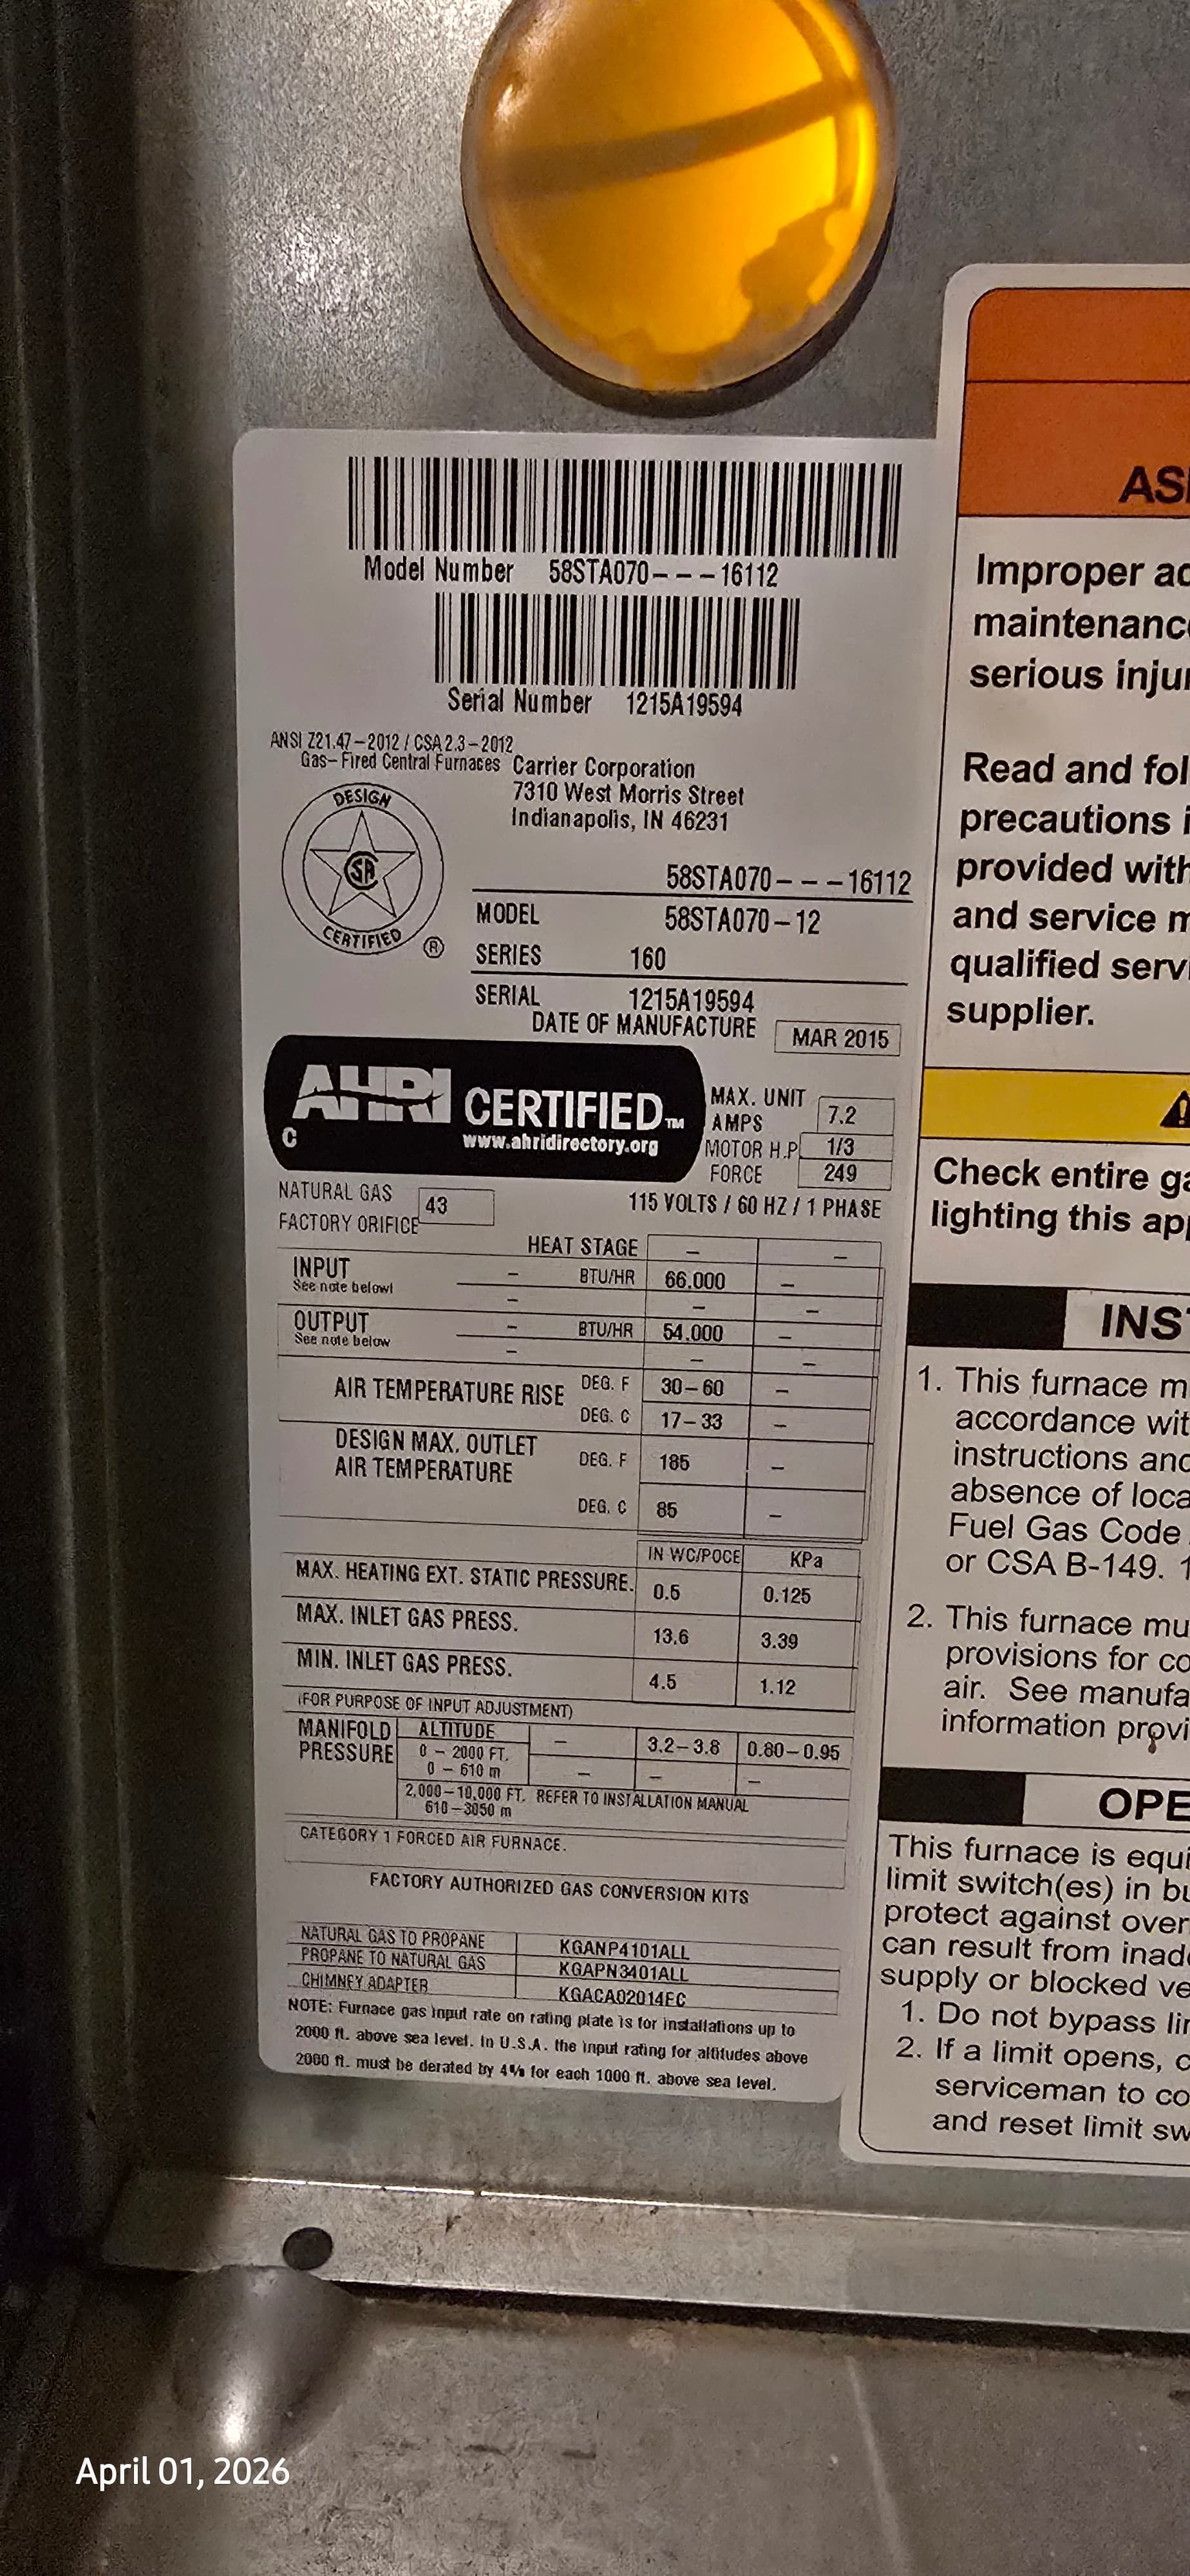 Model Number 58STA070---16112
Serial Number 1215A19594
ANSI Z21.47-2012 / CSA 2.3-2012
Gas-Fired Central Furnaces
Carrier Corporation
7310 West Morris Street
Indianapolis, IN 46231
DESIGN
SA
CERTIFIED
®
58STA070---16112
MODEL 58STA070-12
SERIES 160
SERIAL 1215A19594
DATE OF MANUFACTURE MAR 2015
AHRI CERTIFIED™
C
www.ahridirectory.org
MAX. UNIT
AMPS 7.2
MOTOR H.P. 1/3
FORCE 249
NATURAL GAS
FACTORY ORIFICE 43
115 VOLTS / 60 HZ / 1 PHASE
HEAT STAGE - -
INPUT - BTU/HR 66,000 -
See note below! - - -
OUTPUT - BTU/HR 54,000 -
See note below - - -
AIR TEMPERATURE RISE DEG. F 30-60 -
DEG. C 17-33 -
DESIGN MAX. OUTLET
AIR TEMPERATURE DEG. F 185 -
DEG. C 85 -
IN WC/POCE KPa
MAX. HEATING EXT. STATIC PRESSURE. 0.5 0.125
MAX. INLET GAS PRESS. 13.6 3.39
MIN. INLET GAS PRESS. 4.5 1.12
(FOR PURPOSE OF INPUT ADJUSTMENT)
MANIFOLD
PRESSURE
ALTITUDE
0 - 2000 FT.
0 - 610 m
- 3.2-3.8 0.80-0.95
- - -
2,000-10,000 FT. REFER TO INSTALLATION MANUAL
610-3050 m
CATEGORY 1 FORCED AIR FURNACE.
FACTORY AUTHORIZED GAS CONVERSION KITS
NATURAL GAS TO PROPANE KGANP4101ALL
PROPANE TO NATURAL GAS KGAPN3401ALL
CHIMNEY ADAPTER KGACA02014FC
NOTE: Furnace gas input rate on rating plate is for installations up to
2000 ft. above sea level. In U.S.A. the input rating for altitudes above
2000 ft. must be derated by 4% for each 1000 ft. above sea level.
Improper
maintenanc
serious inju
Read and fol
precautions
provided with
and service
qualified serv
supplier.
Check entire
lighting this
INS
1. This furnace
accordance
instructions and
absence of
Fuel Gas Code
or CSA B-149.
2. This furnace
provisions for
air. See
information
OPE
This furnace is
limit switch(es) in
protect against
can result from
supply or blocked
1. Do not bypass
2. If a limit opens,
serviceman to
and reset limit
April 01, 2026